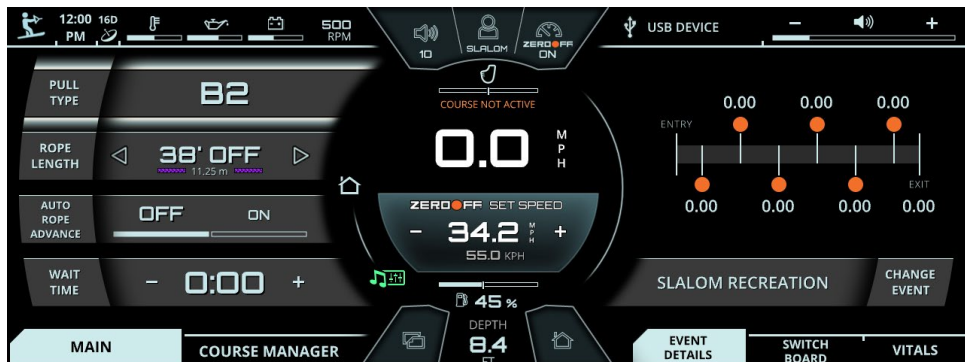 12:00
PM
16D
500
RPM
10
SLALOM
ZEROOFF
ON
USB DEVICE
-
+
PULL
TYPE
B2
ROPE
LENGTH
38' OFF
11.25 m
AUTO
ROPE
ADVANCE
OFF ON
WAIT
TIME
- 0:00 +
COURSE NOT ACTIVE
0.0
MPH
ZEROOFF SET SPEED
- 34.2 MPH +
55.0 KPH
45 %
DEPTH
8.4
FT
0.00 0.00 0.00
ENTRY
EXIT
0.00 0.00 0.00 0.00
SLALOM RECREATION
CHANGE
EVENT
MAIN
COURSE MANAGER
EVENT
DETAILS
SWITCH
BOARD
VITALS